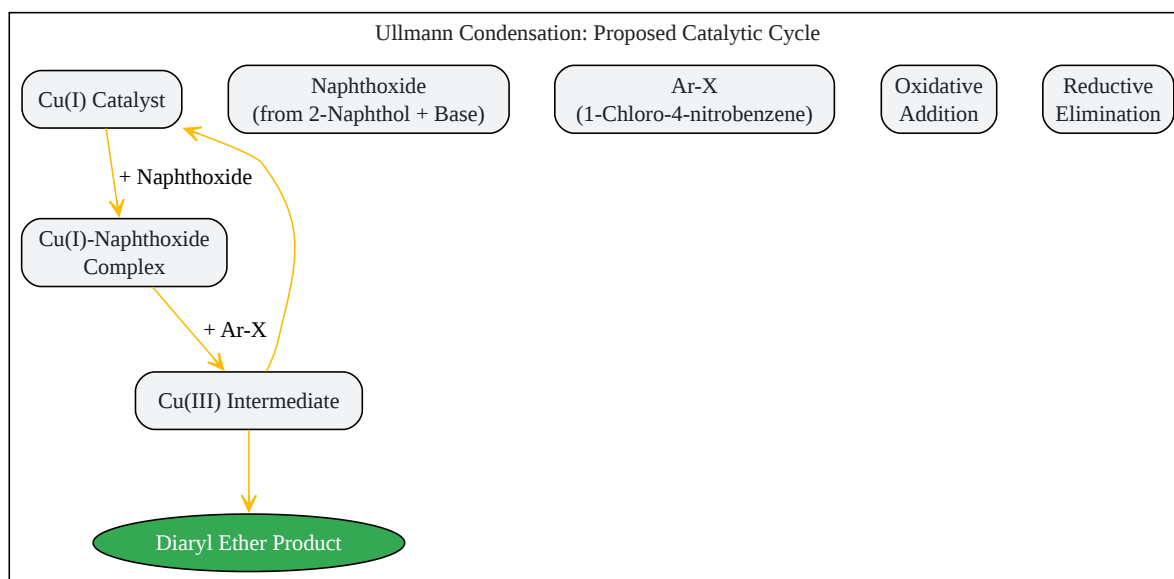 Ullmann Condensation: Proposed Catalytic Cycle
Cu(I) Catalyst
Naphthoxide
(from 2-Naphthol + Base)
Ar-X
(1-Chloro-4-nitrobenzene)
Oxidative
Addition
Reductive
Elimination
+ Naphthoxide
Cu(I)-Naphthoxide
Complex
+ Ar-X
Cu(III) Intermediate
Diaryl Ether Product